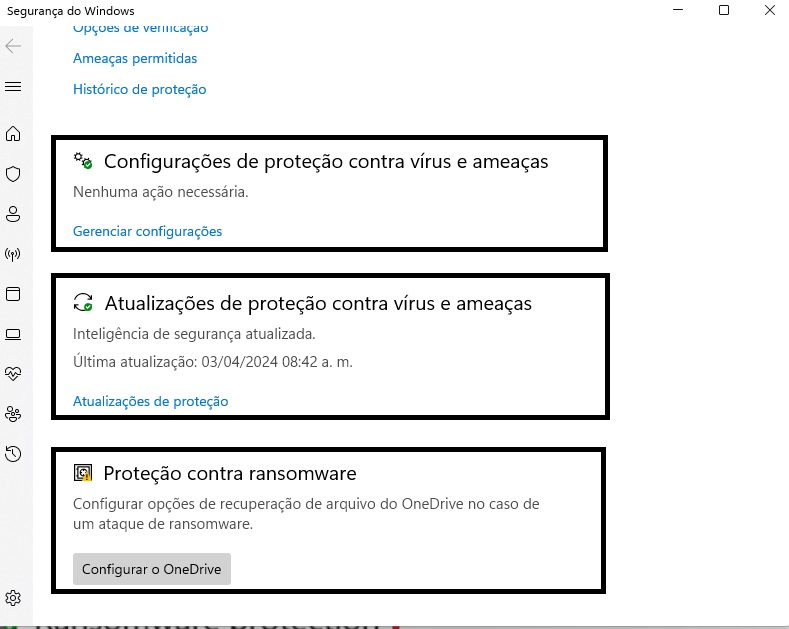 Segurança do Windows
Opções de verificação
Ameaças permitidas
Histórico de proteção
Configurações de proteção contra vírus e ameaças
Nenhuma ação necessária.
Gerenciar configurações
Atualizações de proteção contra vírus e ameaças
Inteligência de segurança atualizada.
Última atualização: 03/04/2024 08:42 a. m.
Atualizações de proteção
Proteção contra ransomware
Configurar opções de recuperação de arquivo do OneDrive no caso de
um ataque de ransomware.
Configurar o OneDrive